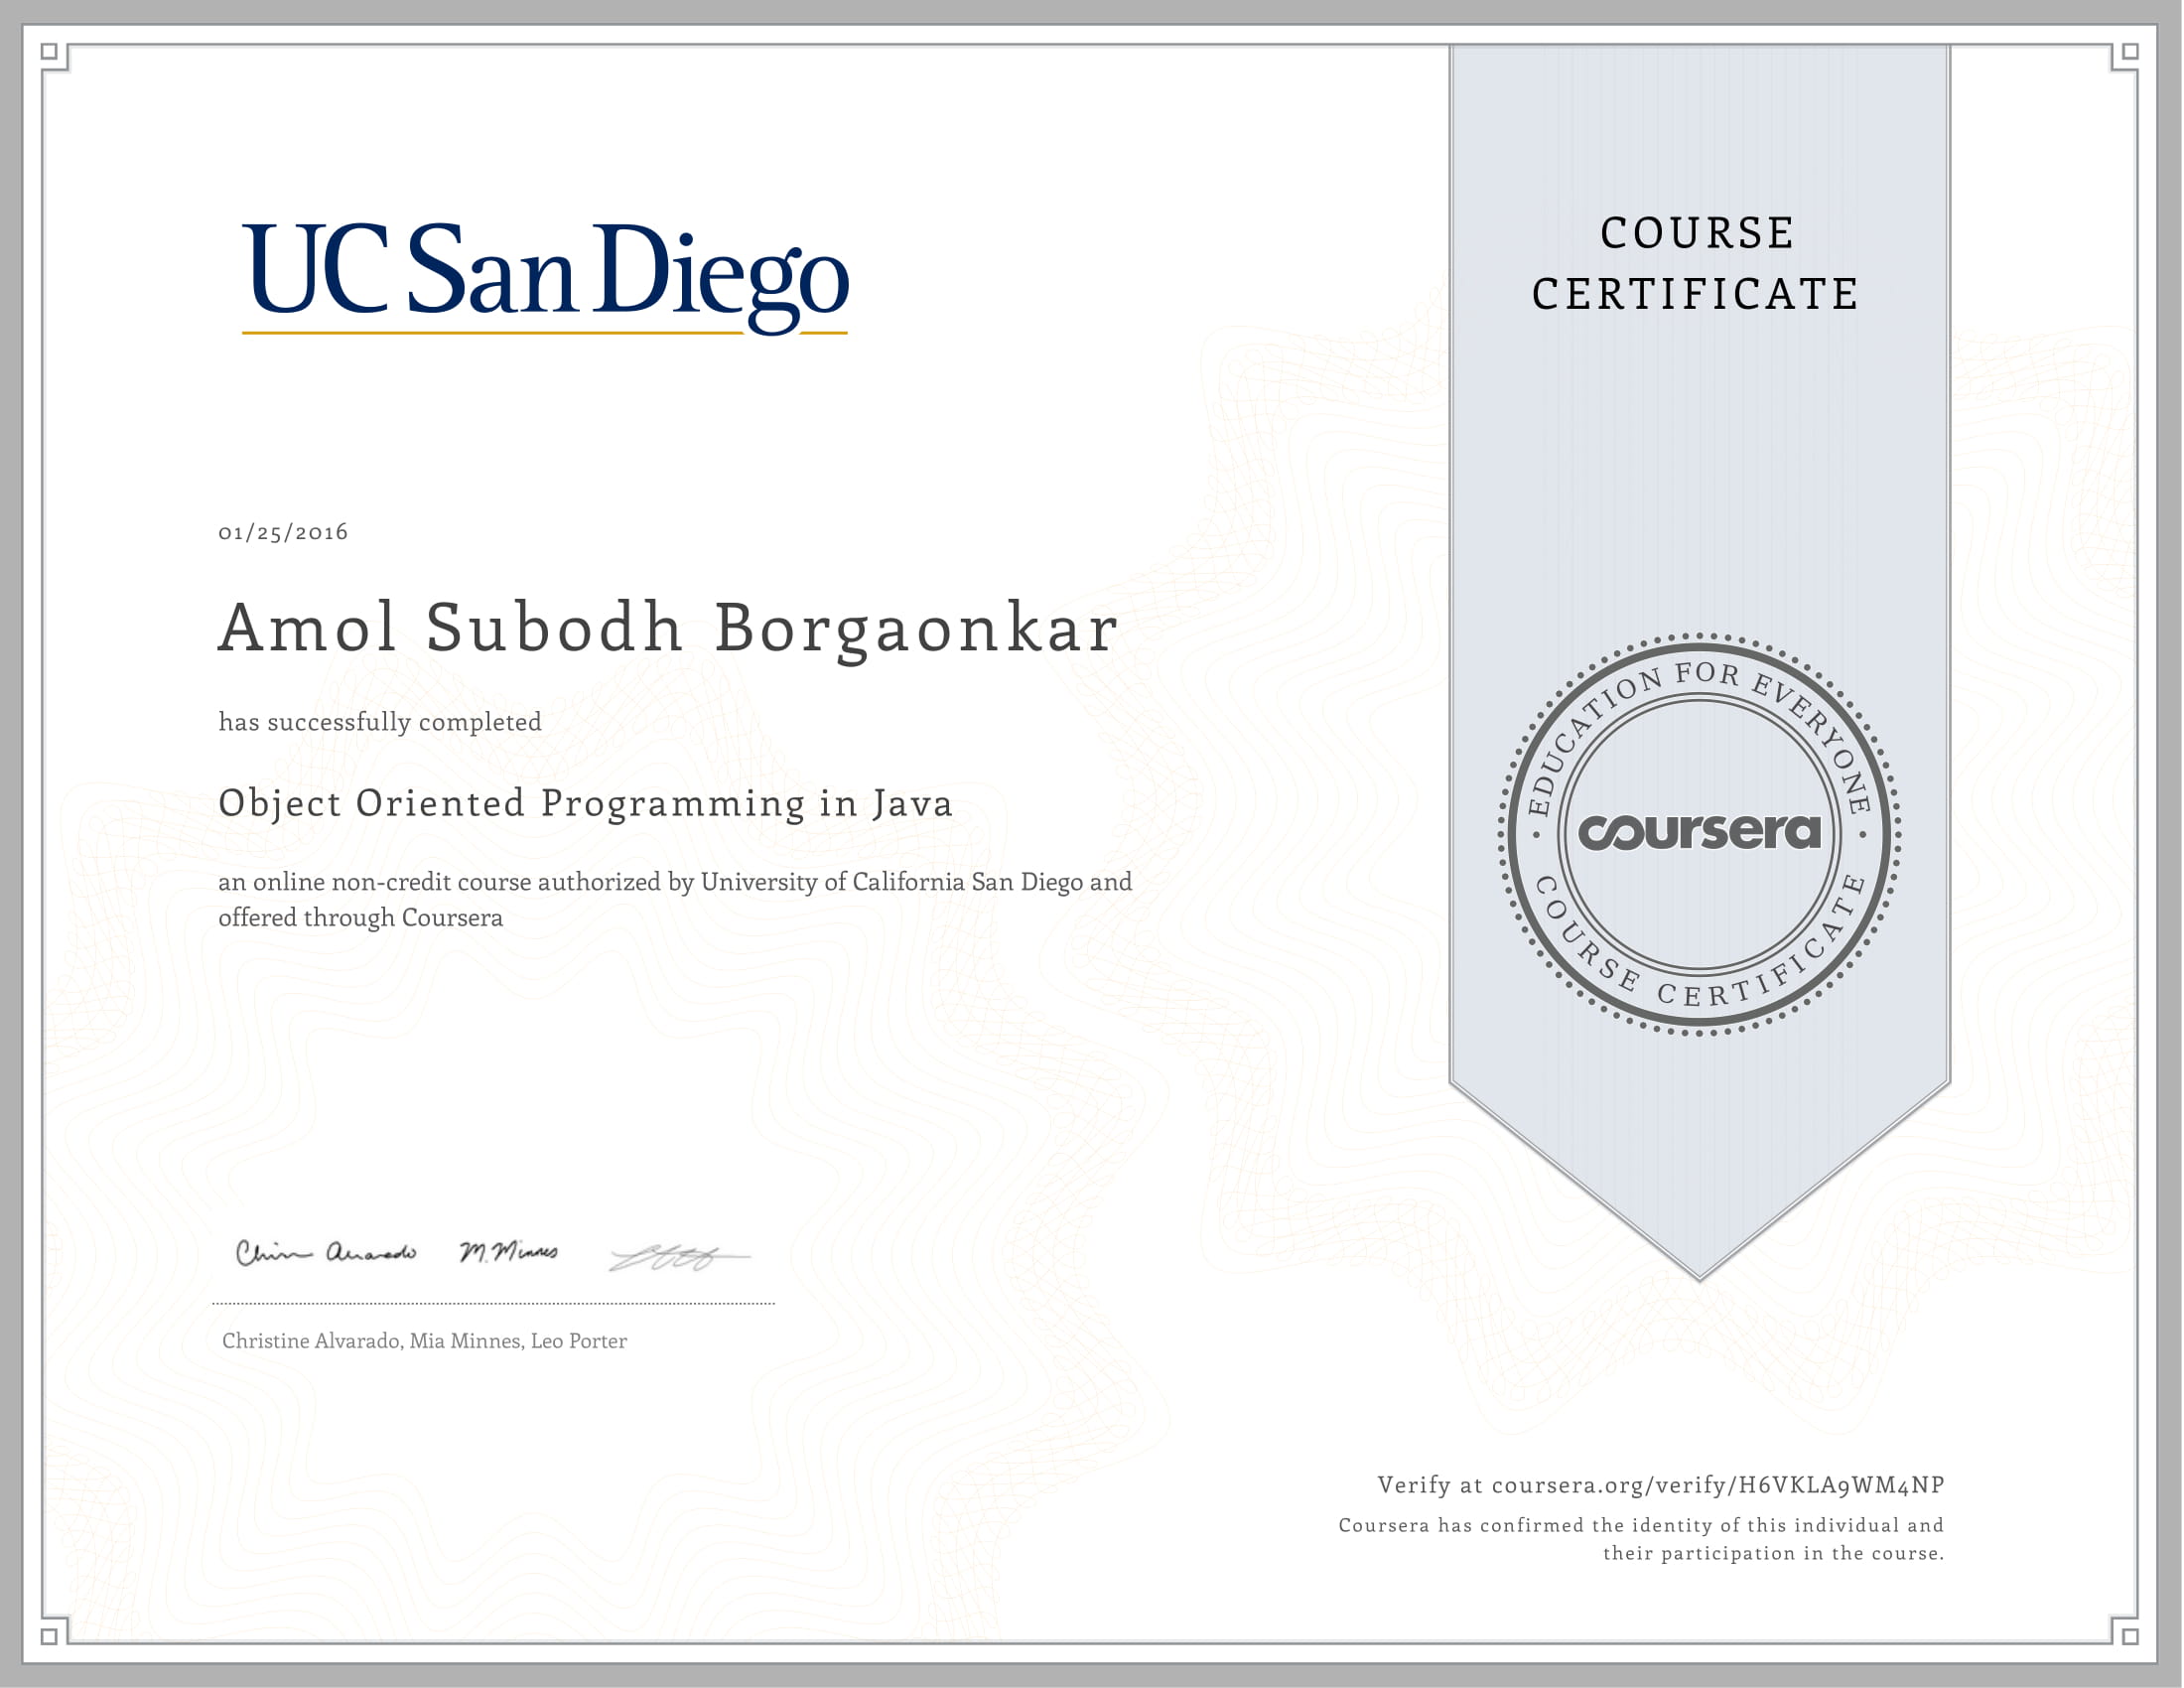 UC San Diego
COURSE
CERTIFICATE
01/25/2016
Amol Subodh Borgaonkar
has successfully completed
Object Oriented Programming in Java
an online non-credit course authorized by University of California San Diego and
offered through Coursera
EDUCATION FOR EVERYONE
coursera
COURSE CERTIFICATE
M. Minnes
Christine Alvarado, Mia Minnes, Leo Porter
Verify at coursera.org/verify/H6VKLA9WM4NP
Coursera has confirmed the identity of this individual and
their participation in the course.